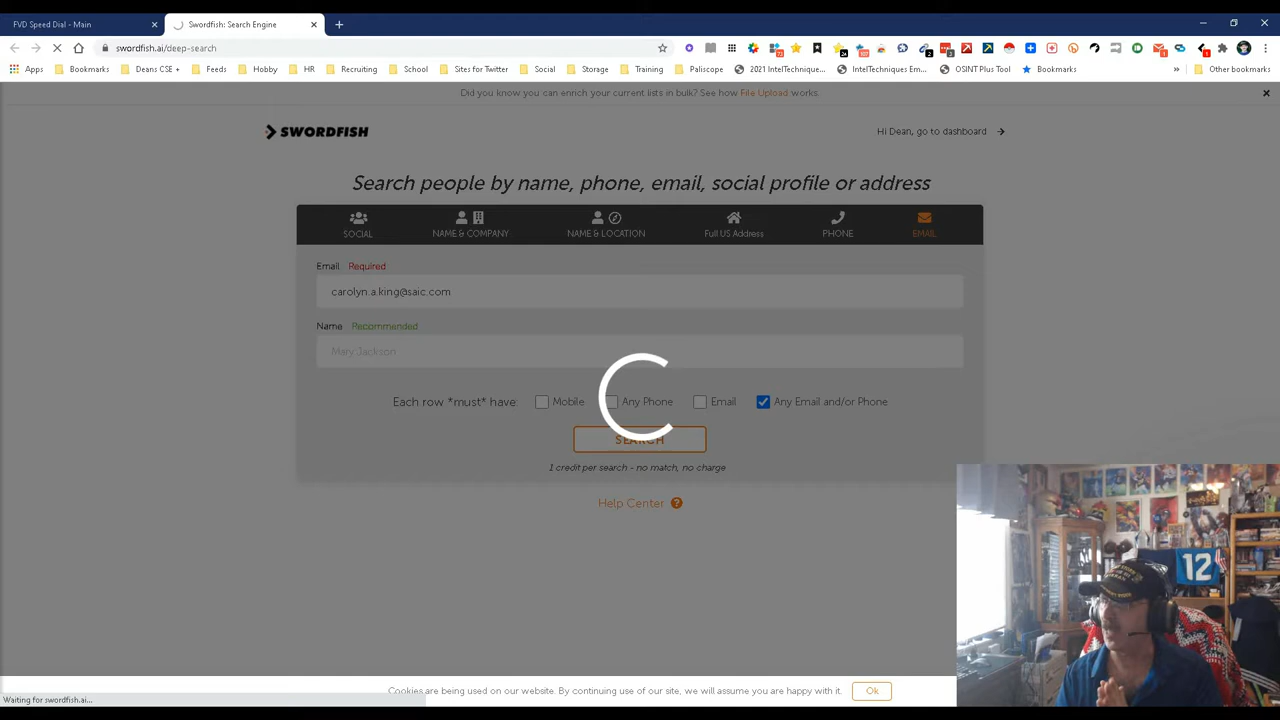 FVD Speed Dial - Main
Swordfish: Search Engine
swordfish.ai/deep-search
Apps Bookmarks Deans CSE + Feeds Hobby HR Recruiting School Sites for Twitter Social Storage Training Paliscope 2021 IntelTechnique... IntelTechniques Em... OSINT Plus Tool Bookmarks » Other bookmarks
Did you know you can enrich your current lists in bulk? See how File Upload works.
SWORDFISH
Hi Dean, go to dashboard
Search people by name, phone, email, social profile or address
SOCIAL NAME & COMPANY NAME & LOCATION Full US Address PHONE EMAIL
Email Required
carolyn.a.king@saic.com
Name Recommended
Mary Jackson
Each row *must* have: Mobile Any Phone Email Any Email and/or Phone
SEARCH
1 credit per search - no match, no charge
Help Center
12
Cookies are being used on our website. By continuing use of our site, we will assume you are happy with it. Ok
Waiting for swordfish.ai...